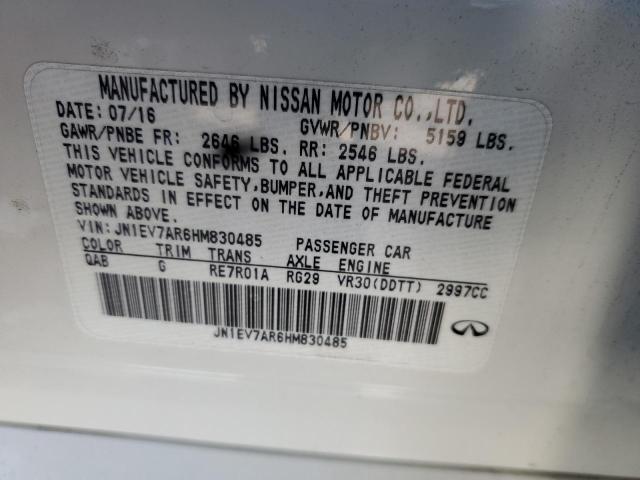 MANUFACTURED BY NISSAN MOTOR CO.,LTD.
DATE: 07/16 GVWR/PNBV: 5159 LBS.
GAWR/PNBE FR: 2646 LBS. RR: 2546 LBS.
THIS VEHICLE CONFORMS TO ALL APPLICABLE FEDERAL
MOTOR VEHICLE SAFETY,BUMPER,AND THEFT PREVENTION
STANDARDS IN EFFECT ON THE DATE OF MANUFACTURE
SHOWN ABOVE.
VIN: JN1EV7AR6HM830485 PASSENGER CAR
COLOR TRIM TRANS AXLE ENGINE
QAB G RE7R01A RG29 VR30(DDTT) 2997CC
JN1EV7AR6HM830485